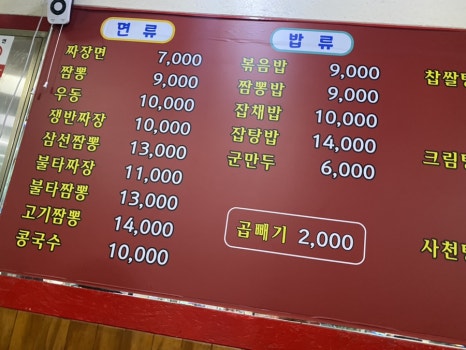 면류
짜장면 7,000
짬뽕 9,000
우동 10,000
쟁반짜장 10,000
삼선짬뽕 13,000
불타짜장 11,000
불타짬뽕 13,000
고기짬뽕 14,000
콩국수 10,000
밥류
볶음밥 9,000
짬뽕밥 9,000
잡채밥 10,000
잡탕밥 14,000
군만두 6,000
곱빼기 2,000
찹쌀
크림
사천